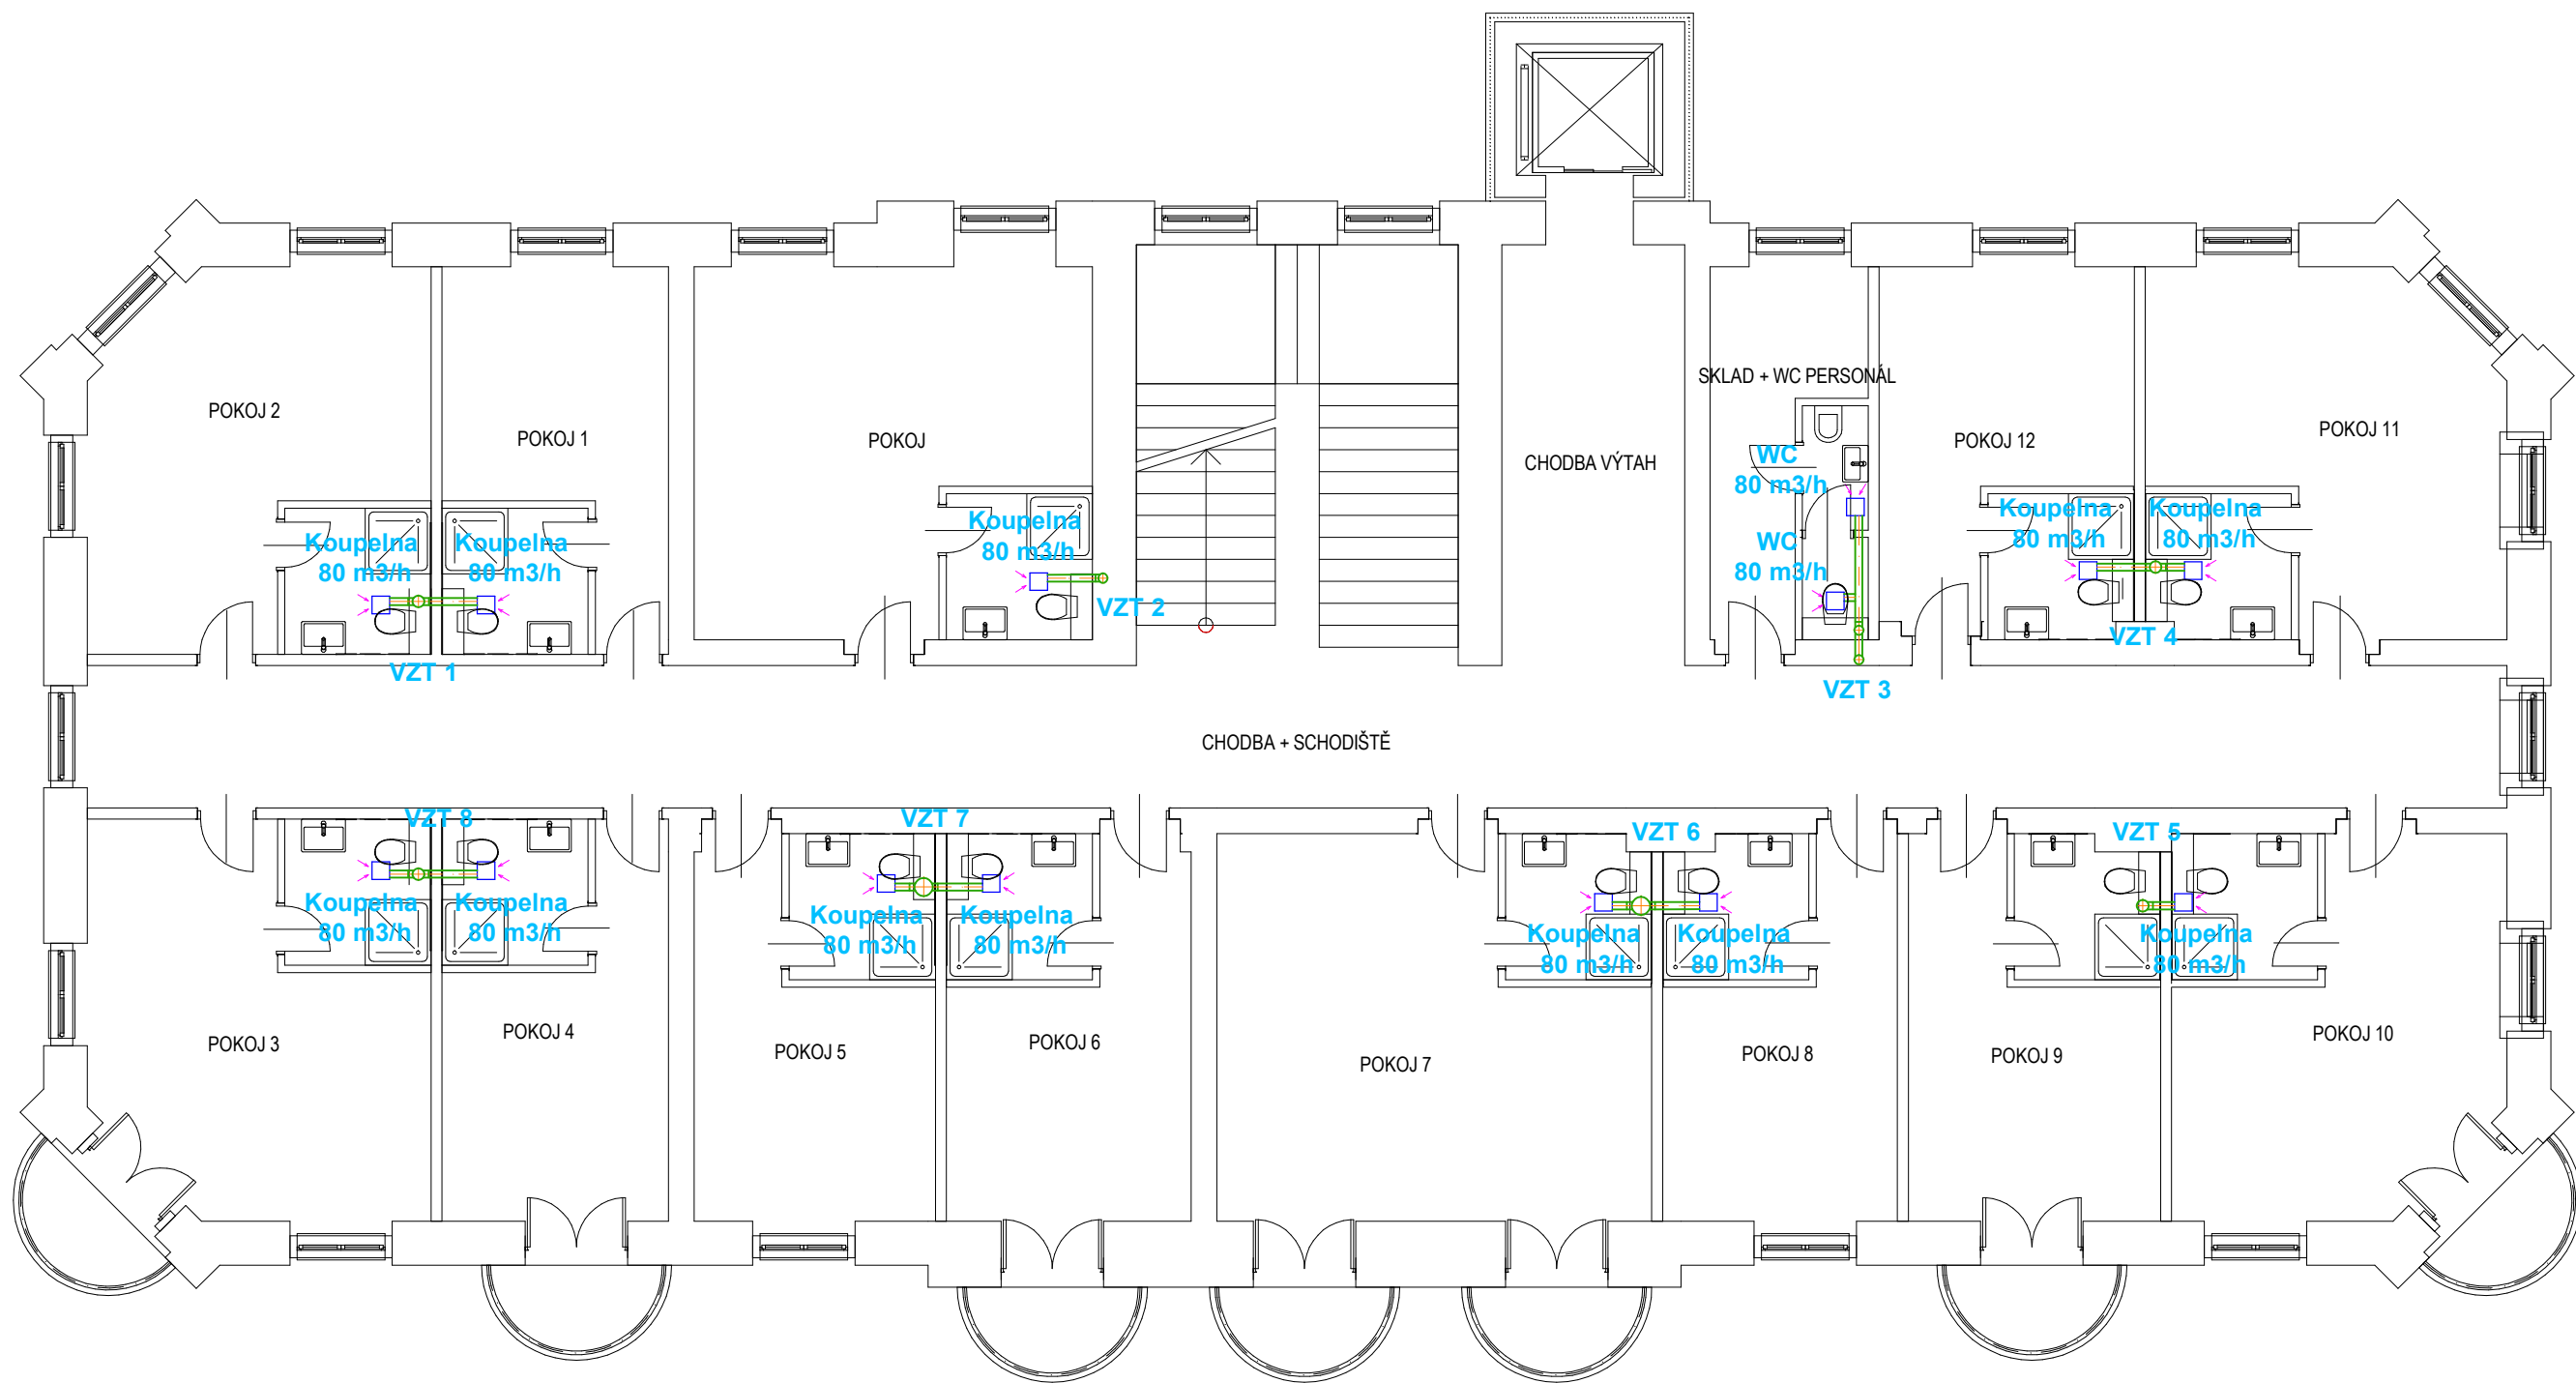 POKOJ 2
POKOJ 1
POKOJ
CHODBA VÝTAH
SKLAD + WC PERSONÁL
POKOJ 12
POKOJ 11
WC
80 m3/h
WC
80 m3/h
Koupelna
80 m3/h
Koupelna
80 m3/h
Koupelna
80 m3/h
Koupelna
80 m3/h
Koupelna
80 m3/h
VZT 1
VZT 2
VZT 3
VZT 4
CHODBA + SCHODIŠTĚ
VZT 8
VZT 7
VZT 6
VZT 5
Koupelna
80 m3/h
Koupelna
80 m3/h
Koupelna
80 m3/h
Koupelna
80 m3/h
Koupelna
80 m3/h
Koupelna
80 m3/h
Koupelna
80 m3/h
POKOJ 3
POKOJ 4
POKOJ 5
POKOJ 6
POKOJ 7
POKOJ 8
POKOJ 9
POKOJ 10